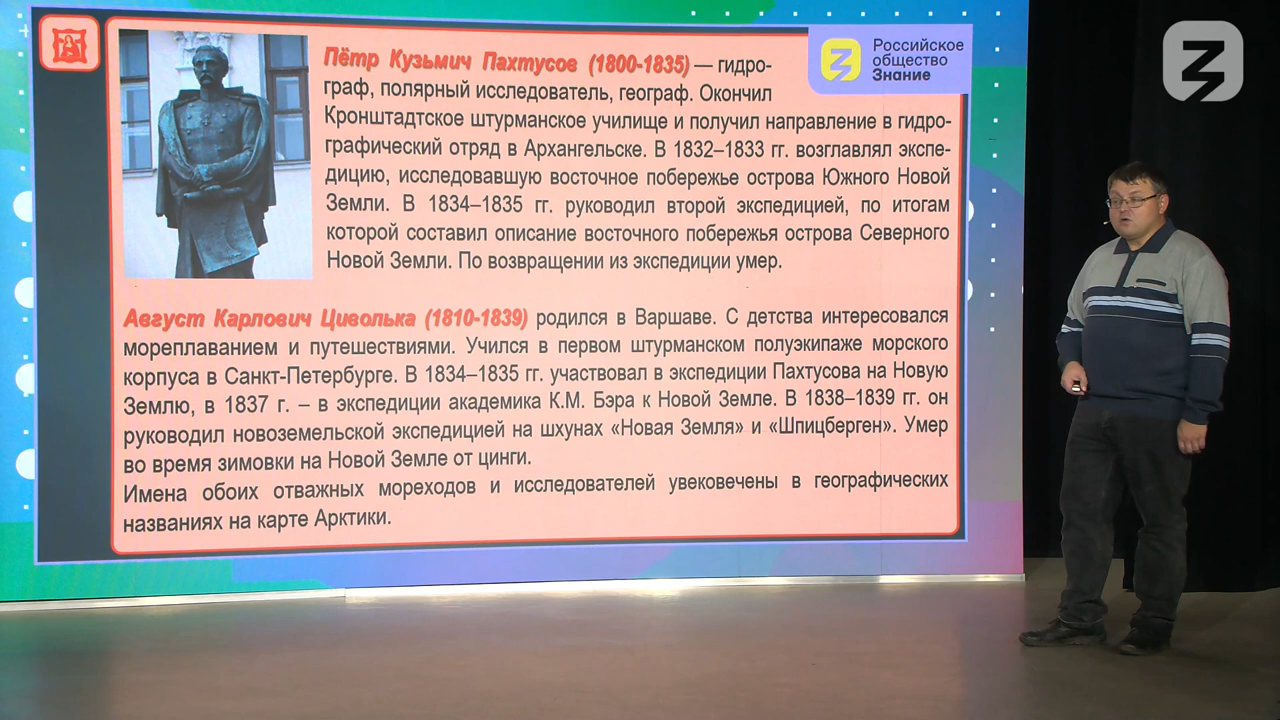 Российское
общество
Знание
Пётр Кузьмич Пахтусов (1800-1835) — гидро-
граф, полярный исследователь, географ. Окончил
Кронштадтское штурманское училище и получил направление в гидро-
графический отряд в Архангельске. В 1832–1833 гг. возглавлял экспе-
дицию, исследовавшую восточное побережье острова Южного Новой
Земли. В 1834–1835 гг. руководил второй экспедицией, по итогам
которой составил описание восточного побережья острова Северного
Новой Земли. По возвращении из экспедиции умер.
Август Карлович Циволька (1810-1839) родился в Варшаве. С детства интересовался
мореплаванием и путешествиями. Учился в первом штурманском полуэкипаже морского
корпуса в Санкт-Петербурге. В 1834–1835 гг. участвовал в экспедиции Пахтусова на Новую
Землю, в 1837 г. – в экспедиции академика К.М. Бэра к Новой Земле. В 1838–1839 гг. он
руководил новоземельской экспедицией на шхунах «Новая Земля» и «Шпицберген». Умер
во время зимовки на Новой Земле от цинги.
Имена обоих отважных мореходов и исследователей увековечены в географических
названиях на карте Арктики.